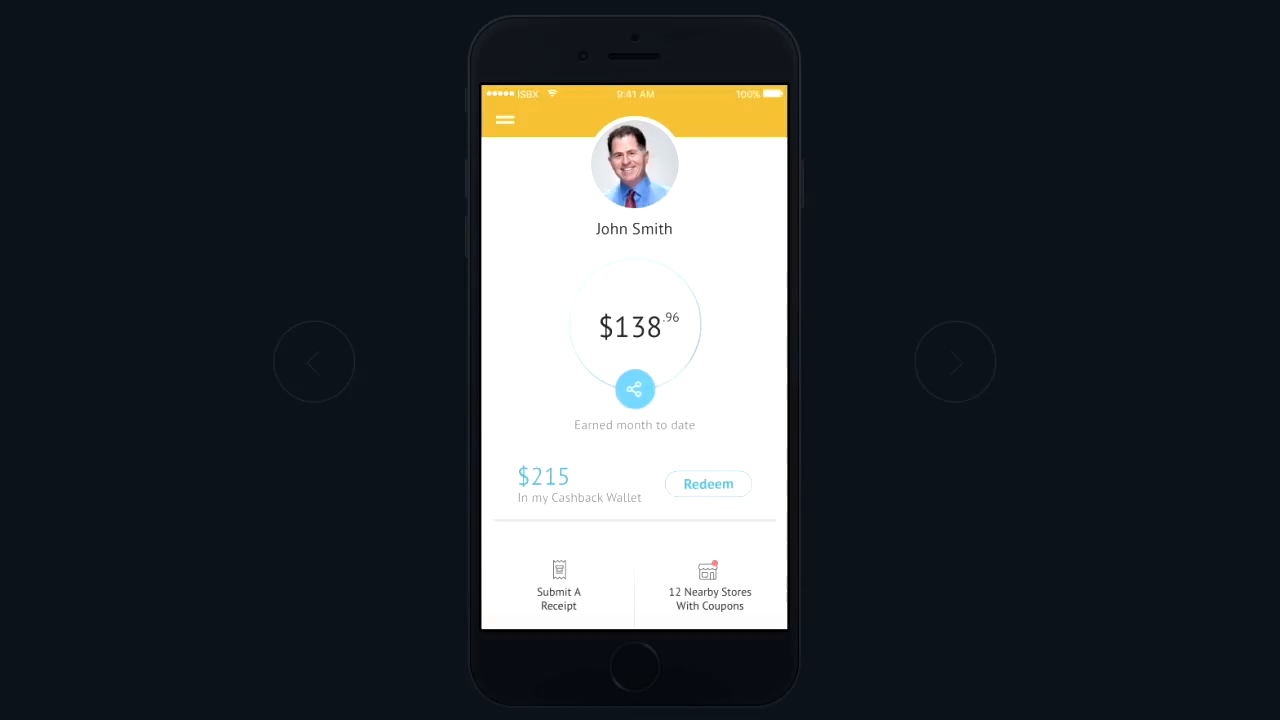 ISBX 9:41 AM 100%
John Smith
$138.96
Earned month to date
$215
In my Cashback Wallet
Redeem
Submit A
Receipt
12 Nearby Stores
With Coupons